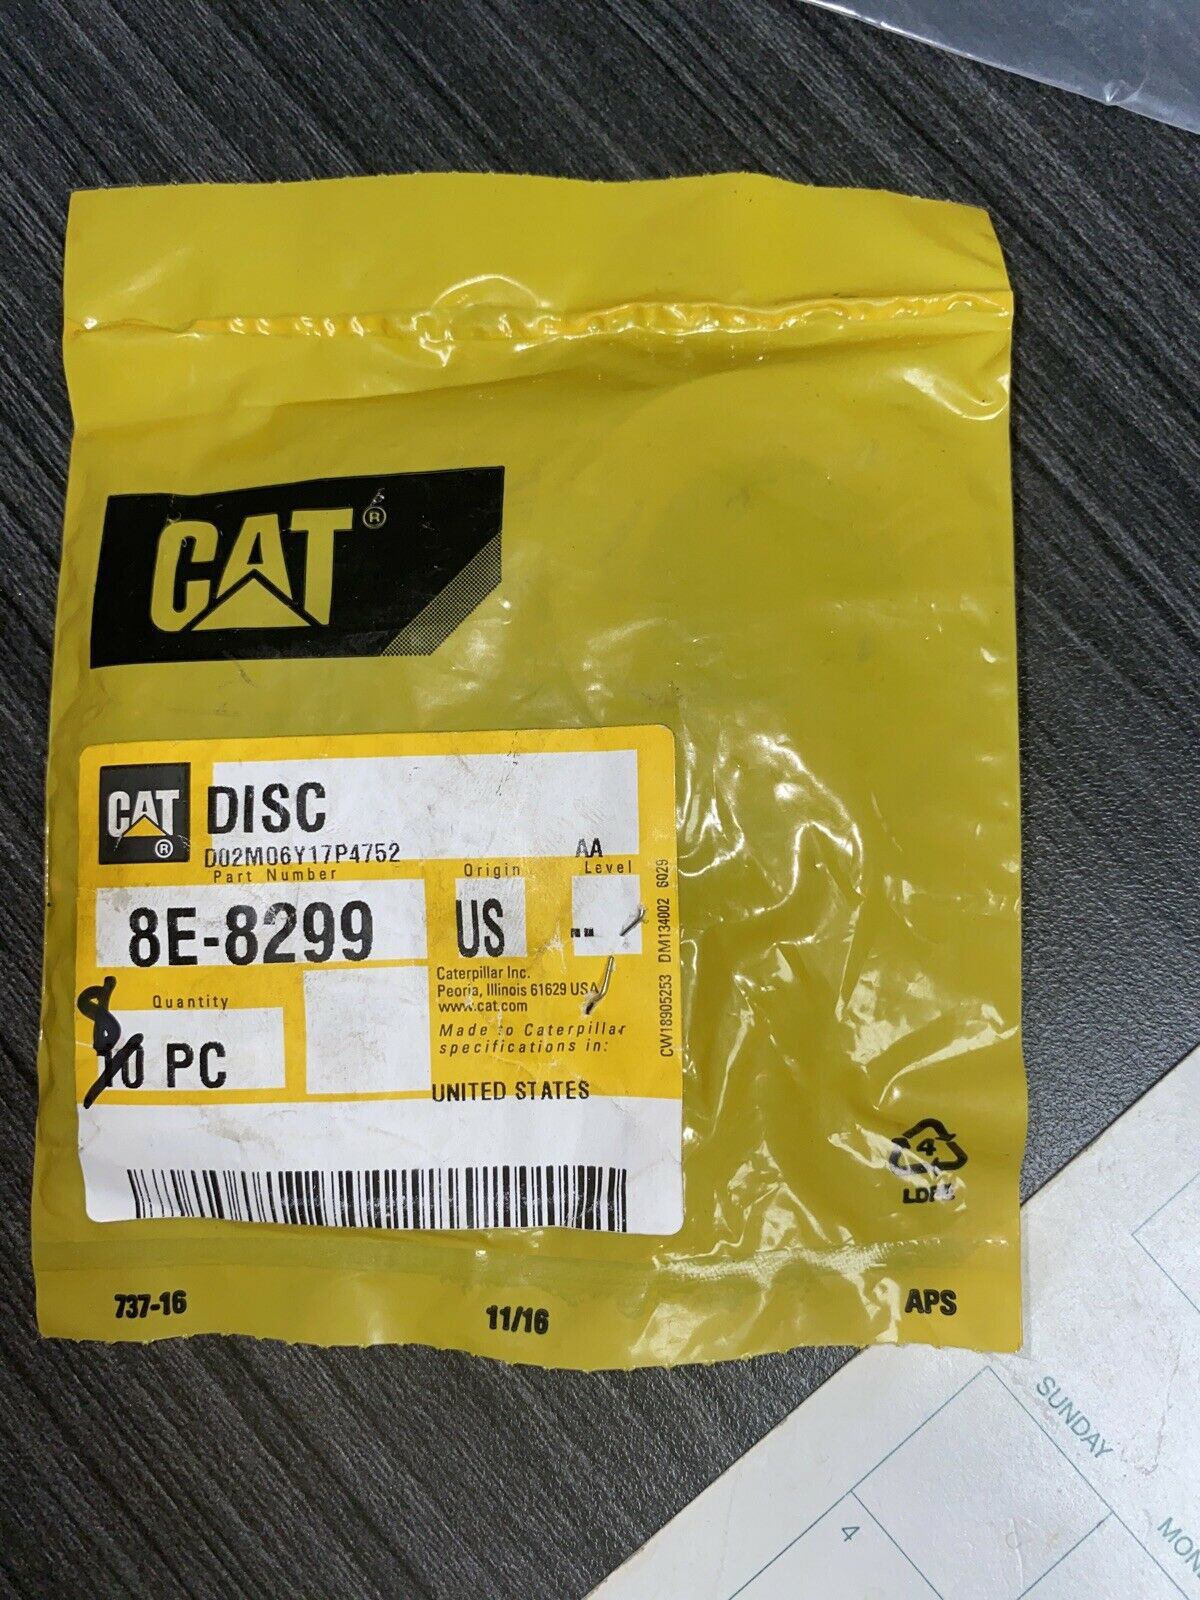 CAT ®
CAT ®
DISC
D02M06Y17P4752
AA
Part Number
Origin
Level
8E-8299
US
Caterpillar Inc.
Peoria, Illinois 61629 USA
www.cat.com
Quantity
8
10 PC
Made to Caterpillar
specifications in:
UNITED STATES
CW18905253 DM134002 6029
4
737-16
11/16
APS
SUNDAY
4